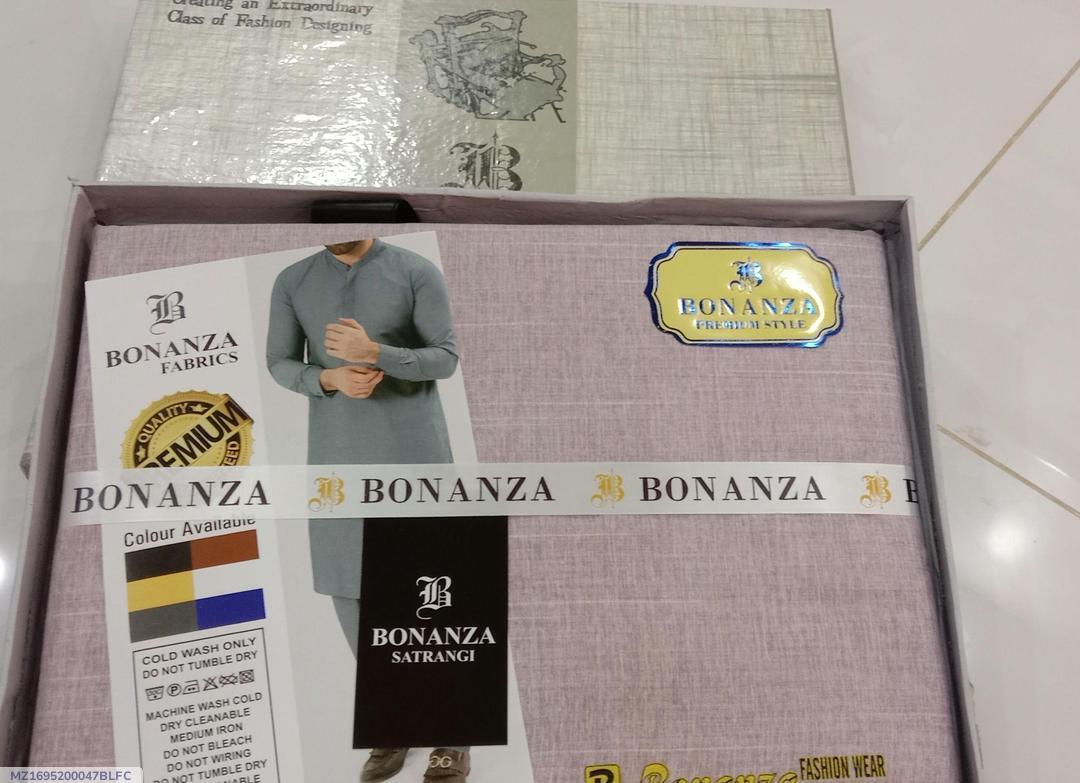 Creating an Extraordinary
Class of Fashion Designing
B
B
BONANZA
FABRICS
QUALITY
PREMIUM
B
BONANZA
PREMIUM STYLE
BONANZA B BONANZA B BONANZA B B
Colour Available
COLD WASH ONLY
DO NOT TUMBLE DRY
P
MACHINE WASH COLD
DRY CLEANABLE
MEDIUM IRON
DO NOT BLEACH
DO NOT WIRING
DO NOT TUMBLE DRY
B
BONANZA
SATRANGI
B Bonanza FASHION WEAR
MZ1695200047BLFC